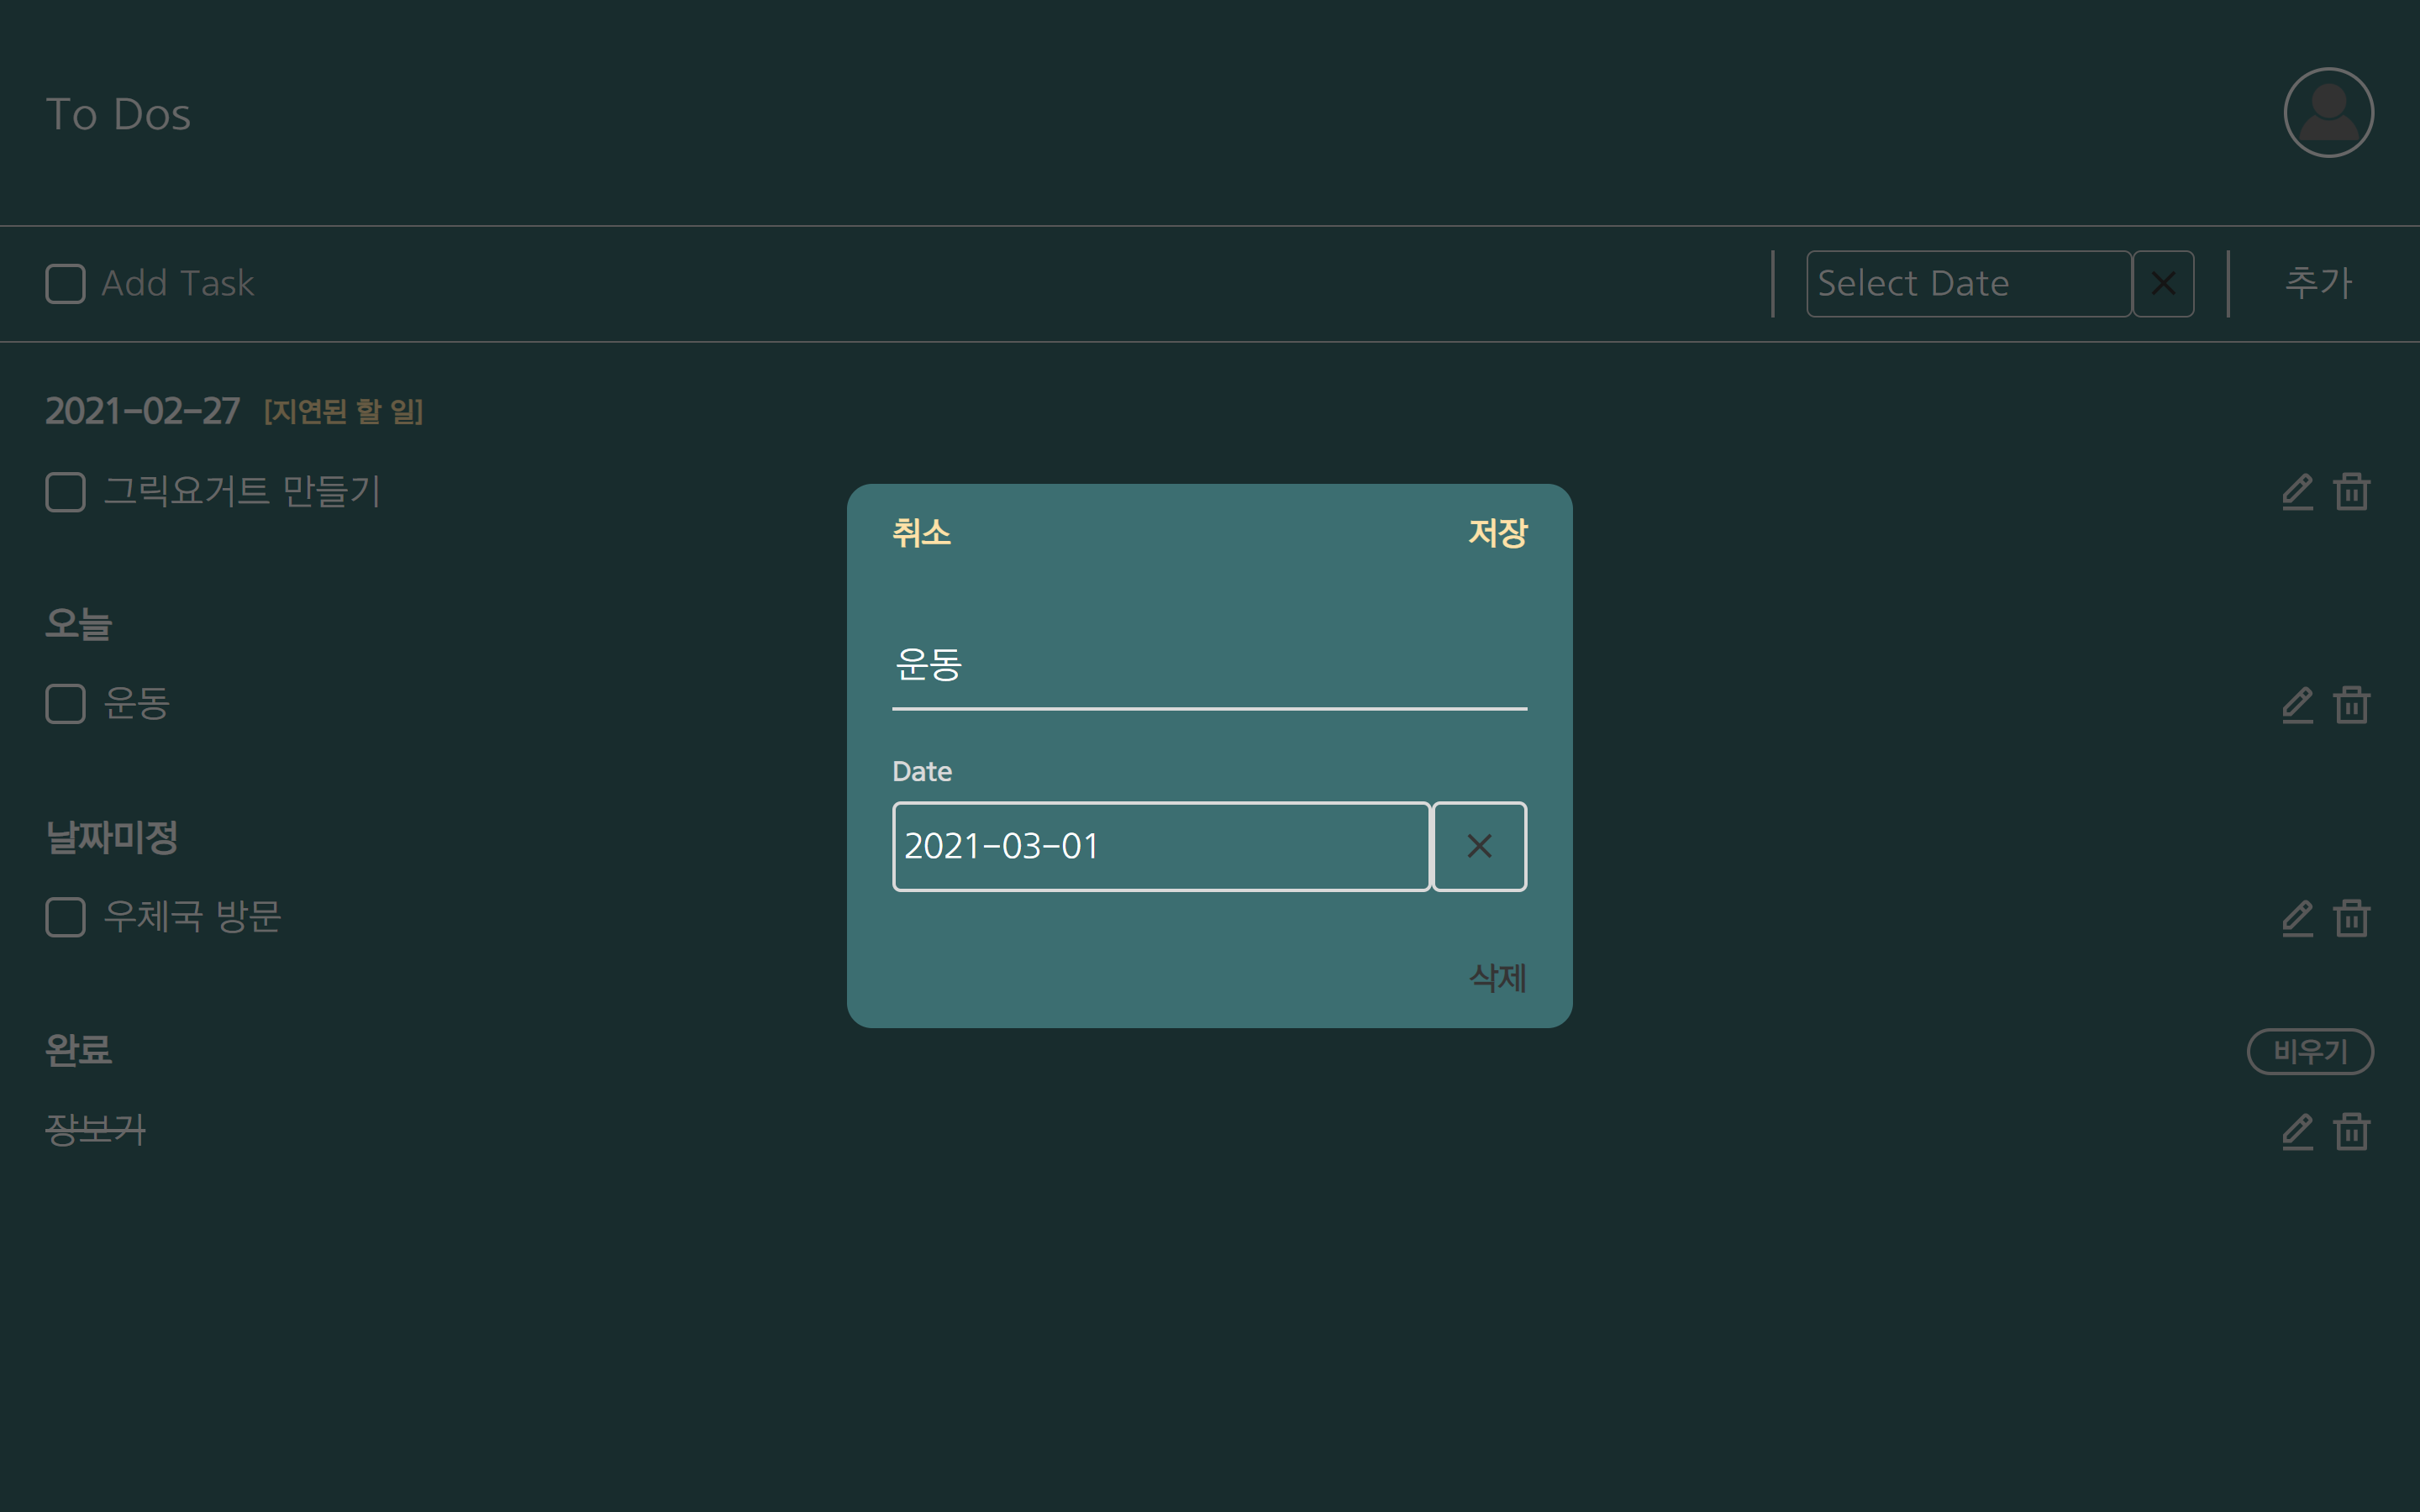 To Dos
Add Task
Select Date
추가
2021-02-27 [지연된 할 일]
그릭요거트 만들기
오늘
운동
날짜미정
우체국 방문
완료
비우기
장보기
취소
저장
운동
Date
2021-03-01
삭제